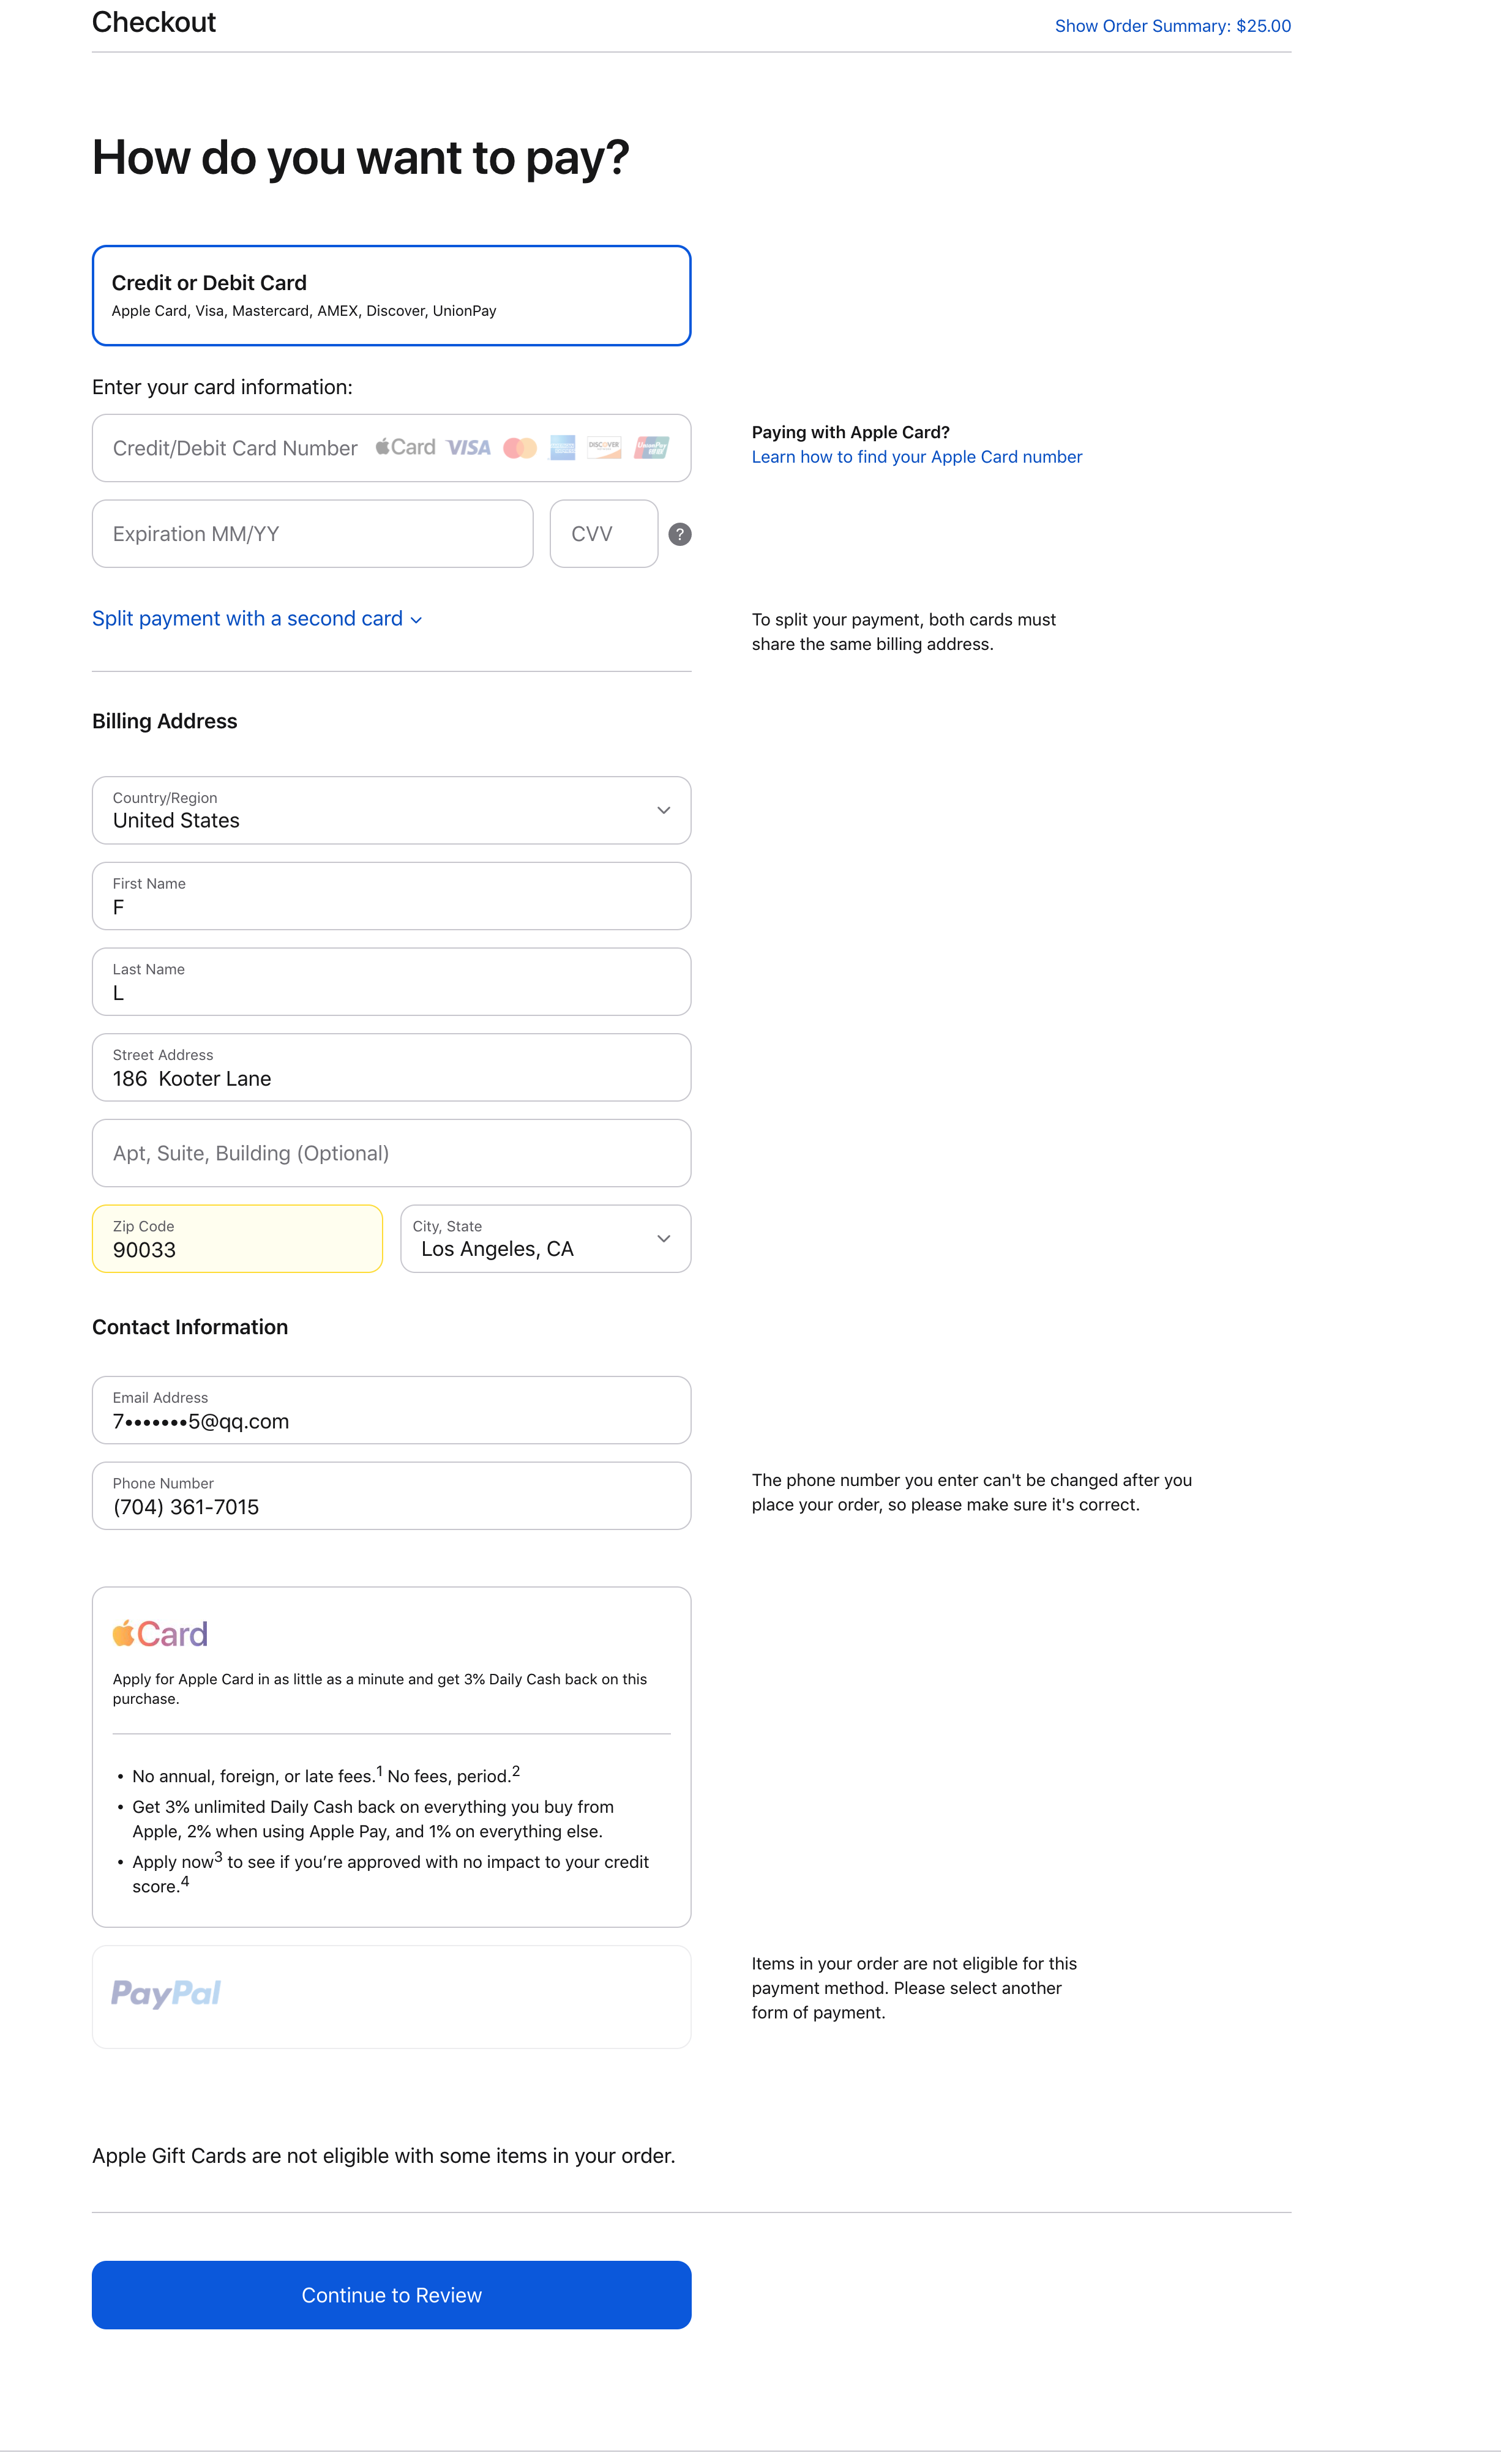 Checkout
Show Order Summary: $25.00
How do you want to pay?
Credit or Debit Card
Apple Card, Visa, Mastercard, AMEX, Discover, UnionPay
Enter your card information:
Credit/Debit Card Number
Card VISA DISCOVER UnionPay
Paying with Apple Card?
Learn how to find your Apple Card number
Expiration MM/YY
CVV
?
Split payment with a second card
To split your payment, both cards must
share the same billing address.
Billing Address
Country/Region
United States
First Name
F
Last Name
L
Street Address
186  Kooter Lane
Apt, Suite, Building (Optional)
Zip Code
90033
City, State
Los Angeles, CA
Contact Information
Email Address
7•••••••5@qq.com
Phone Number
(704) 361-7015
The phone number you enter can't be changed after you
place your order, so please make sure it's correct.
Card
Apply for Apple Card in as little as a minute and get 3% Daily Cash back on this
purchase.
• No annual, foreign, or late fees.1 No fees, period.2
• Get 3% unlimited Daily Cash back on everything you buy from
Apple, 2% when using Apple Pay, and 1% on everything else.
• Apply now3 to see if you’re approved with no impact to your credit
score.4
PayPal
Items in your order are not eligible for this
payment method. Please select another
form of payment.
Apple Gift Cards are not eligible with some items in your order.
Continue to Review